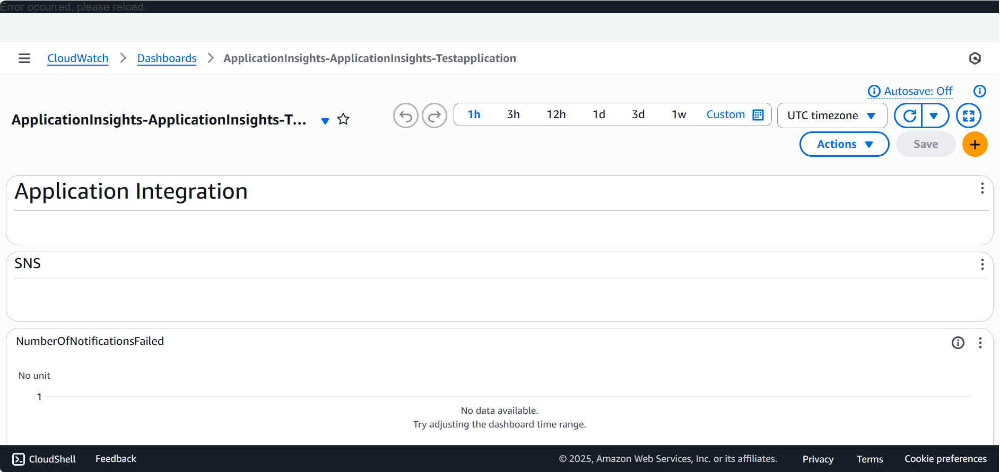 Error occurred, please reload.
CloudWatch Dashboards ApplicationInsights-ApplicationInsights-Testapplication
Autosave: Off
ApplicationInsights-ApplicationInsights-T...
1h 3h 12h 1d 3d 1w Custom UTC timezone
Actions Save +
Application Integration
SNS
NumberOfNotificationsFailed
No unit
1
No data available.
Try adjusting the dashboard time range.
CloudShell Feedback © 2025, Amazon Web Services, Inc. or its affiliates. Privacy Terms Cookie preferences